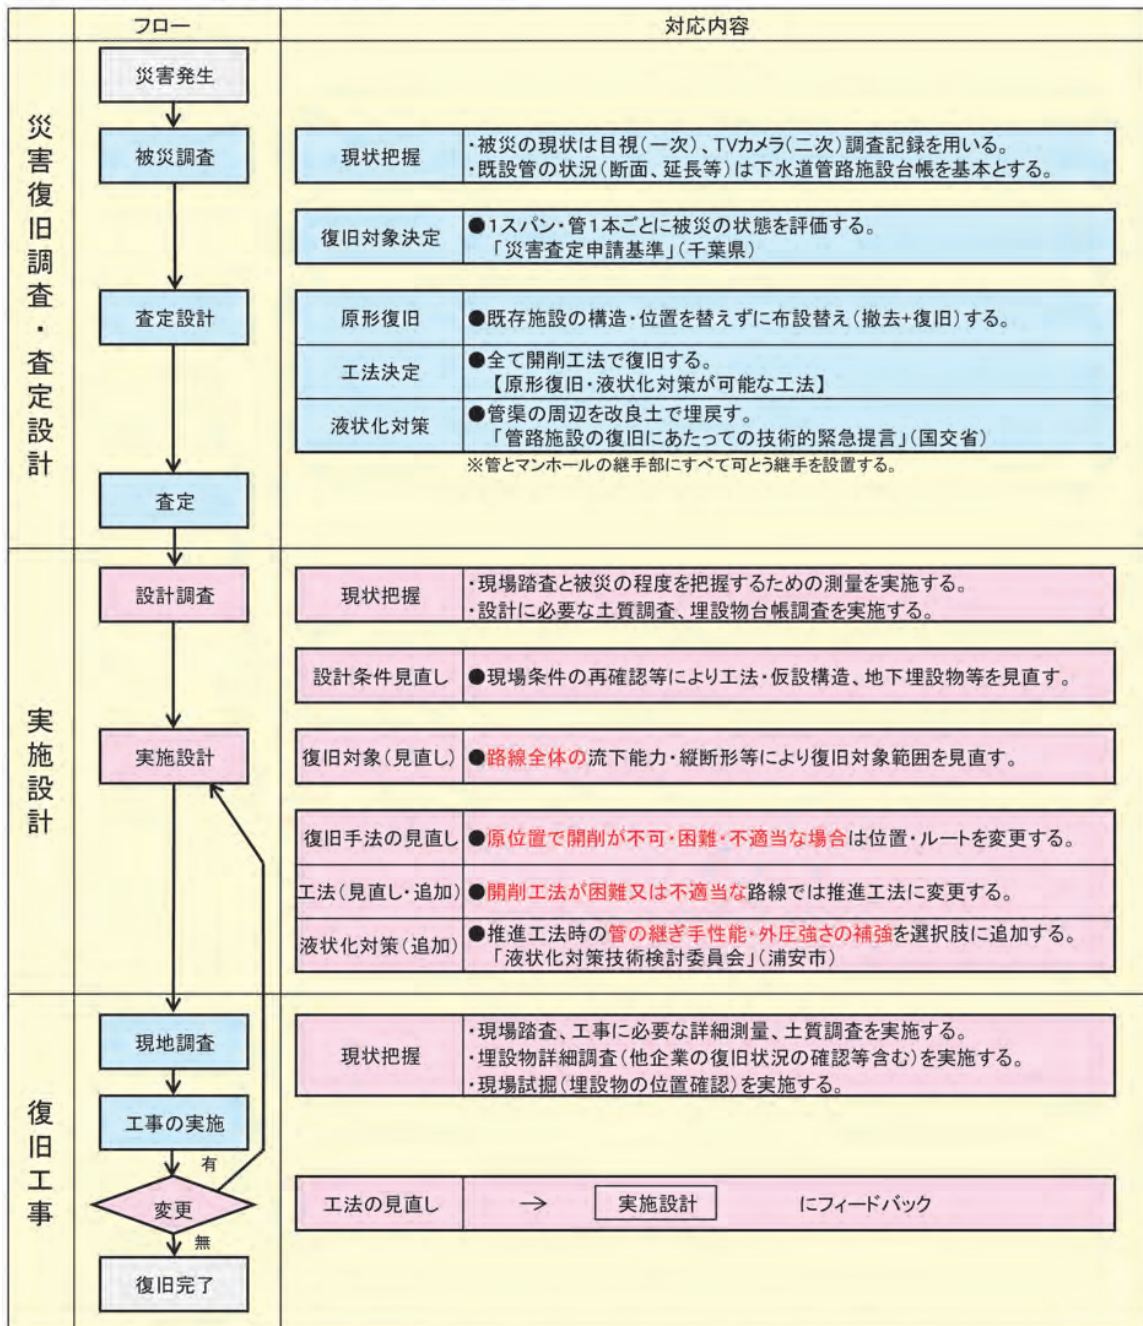 フロー
対応内容
災害復旧調査・査定設計
災害発生
被災調査
現状把握
・被災の現状は目視(一次)、TVカメラ(二次)調査記録を用いる。
・既設管の状況(断面、延長等)は下水道管路施設台帳を基本とする。
復旧対象決定
●1スパン・管1本ごとに被災の状態を評価する。
「災害査定申請基準」(千葉県)
査定設計
原形復旧
●既存施設の構造・位置を替えずに布設替え(撤去+復旧)する。
工法決定
●全て開削工法で復旧する。
【原形復旧・液状化対策が可能な工法】
液状化対策
●管渠の周辺を改良土で埋戻す。
「管路施設の復旧にあたっての技術的緊急提言」(国交省)
※管とマンホールの継手部にすべて可とう継手を設置する。
査定
実施設計
設計調査
現状把握
・現場踏査と被災の程度を把握するための測量を実施する。
・設計に必要な土質調査、埋設物台帳調査を実施する。
設計条件見直し
●現場条件の再確認等により工法・仮設構造、地下埋設物等を見直す。
実施設計
復旧対象(見直し)
●路線全体の流下能力・縦断形等により復旧対象範囲を見直す。
復旧手法の見直し
●原位置で開削が不可・困難・不適当な場合は位置・ルートを変更する。
工法(見直し・追加)
●開削工法が困難又は不適当な路線では推進工法に変更する。
液状化対策(追加)
●推進工法時の管の継ぎ手性能・外圧強さの補強を選択肢に追加する。
「液状化対策技術検討委員会」(浦安市)
復旧工事
現地調査
現状把握
・現場踏査、工事に必要な詳細測量、土質調査を実施する。
・埋設物詳細調査(他企業の復旧状況の確認等含む)を実施する。
・現場試掘(埋設物の位置確認)を実施する。
工事の実施
有
変更
工法の見直し
→ 実施設計 にフィードバック
無
復旧完了